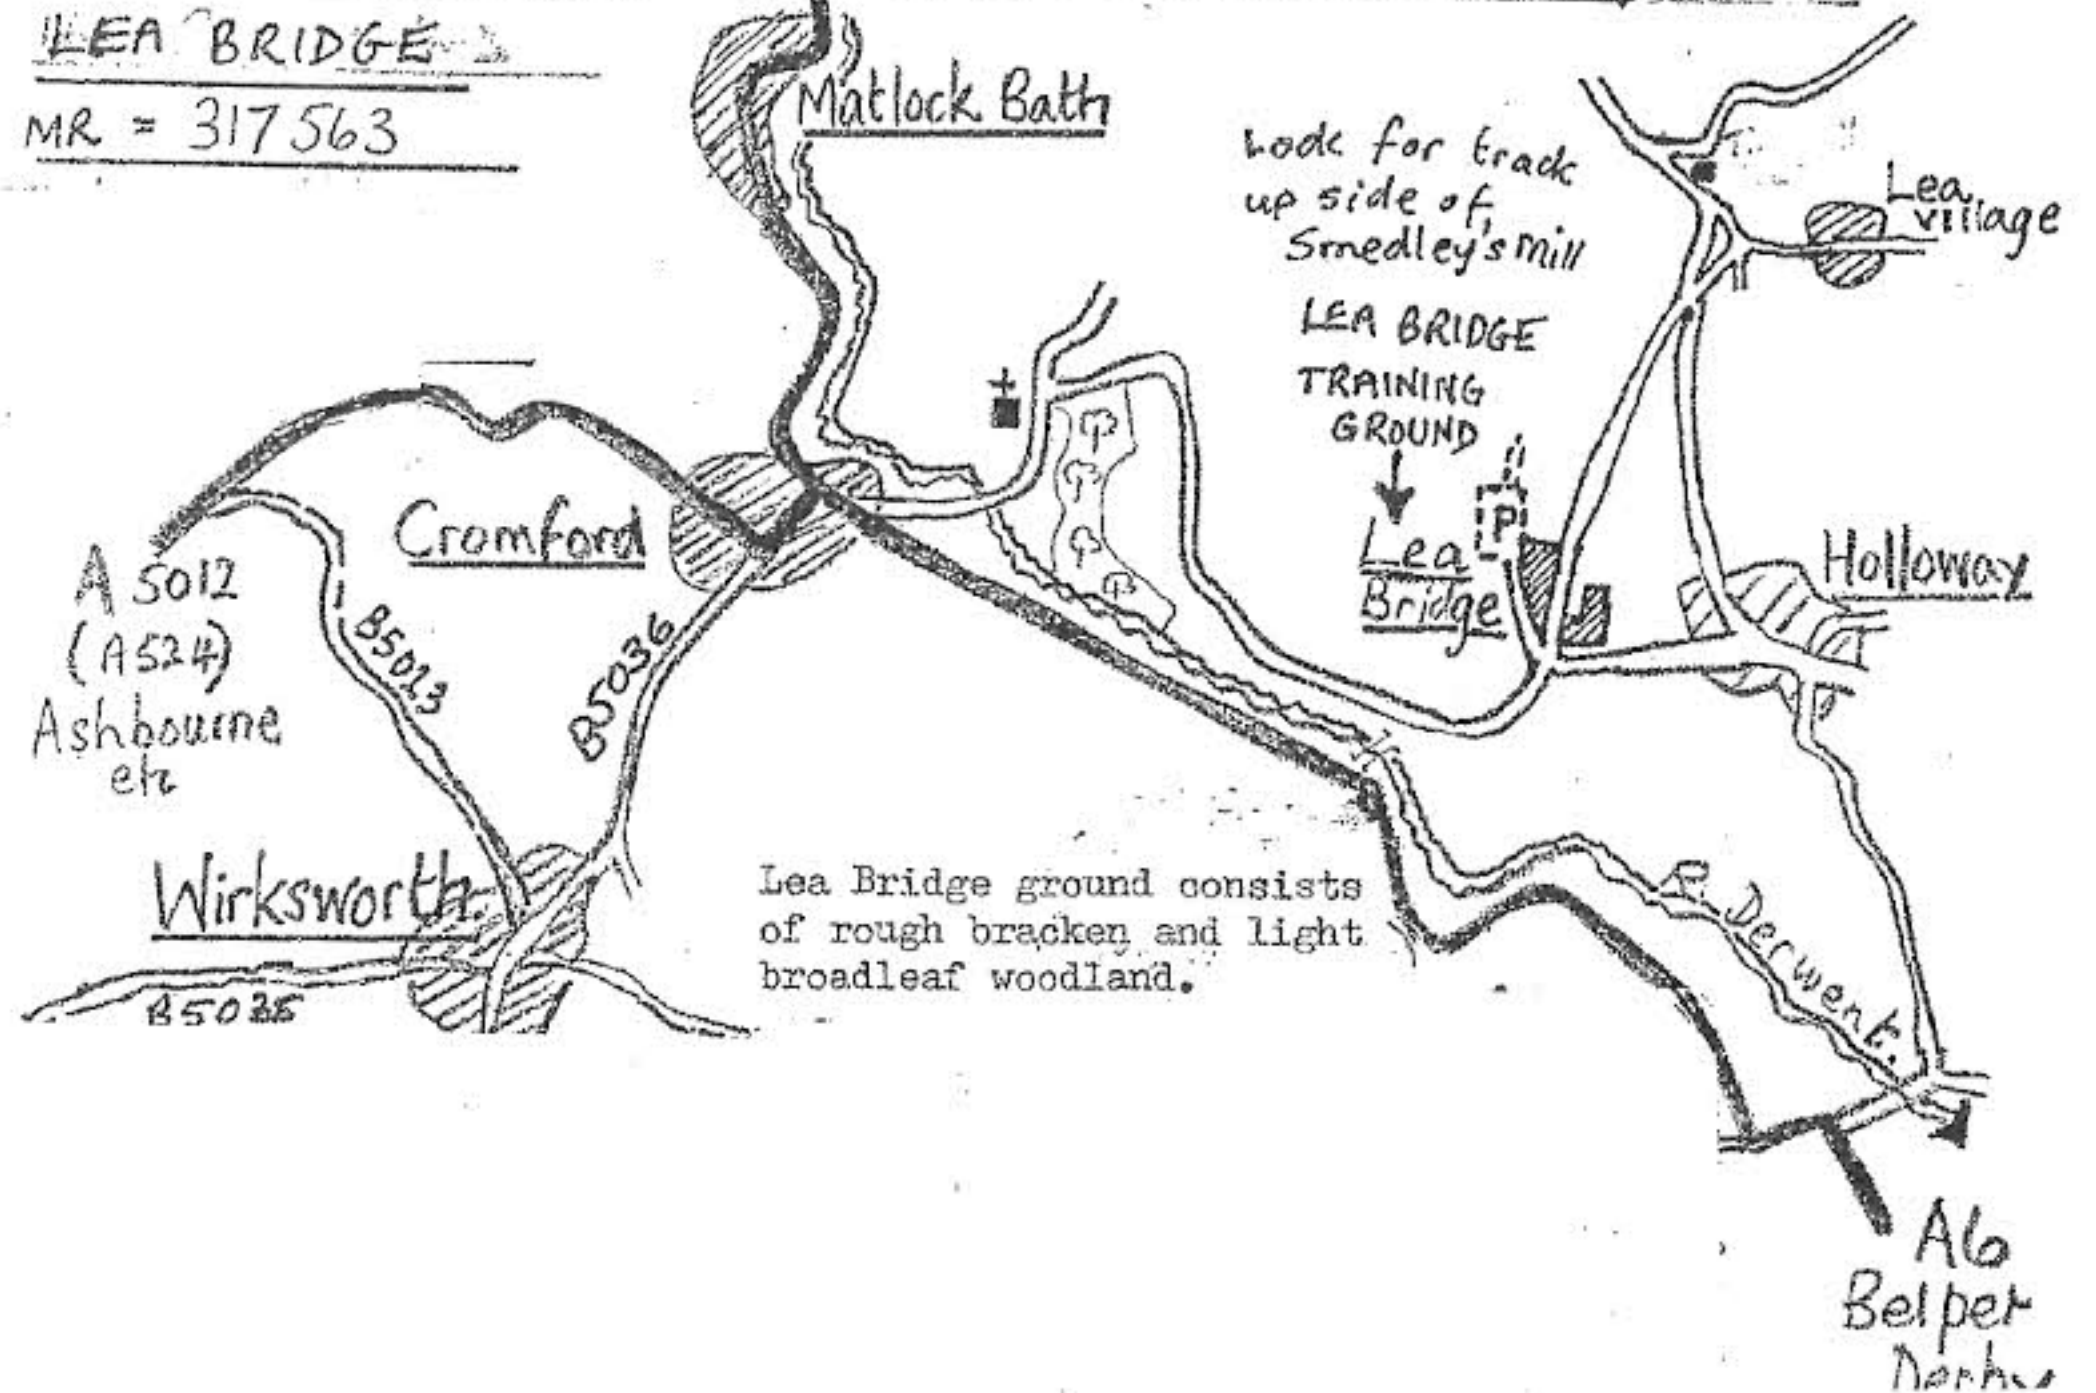 LEA BRIDGE
MR = 317563
Matlock Bath
Look for track
up side of
Smedley's Mill
LEA BRIDGE
TRAINING
GROUND
Lea
village
P
Lea
Bridge
Holloway
Cromford
A 5012
(A524)
Ashbourne
etc
B5023
B5036
Wirksworth
B5035
Lea Bridge ground consists
of rough bracken and light
broadleaf woodland.
R. Derwent.
A6
Belper